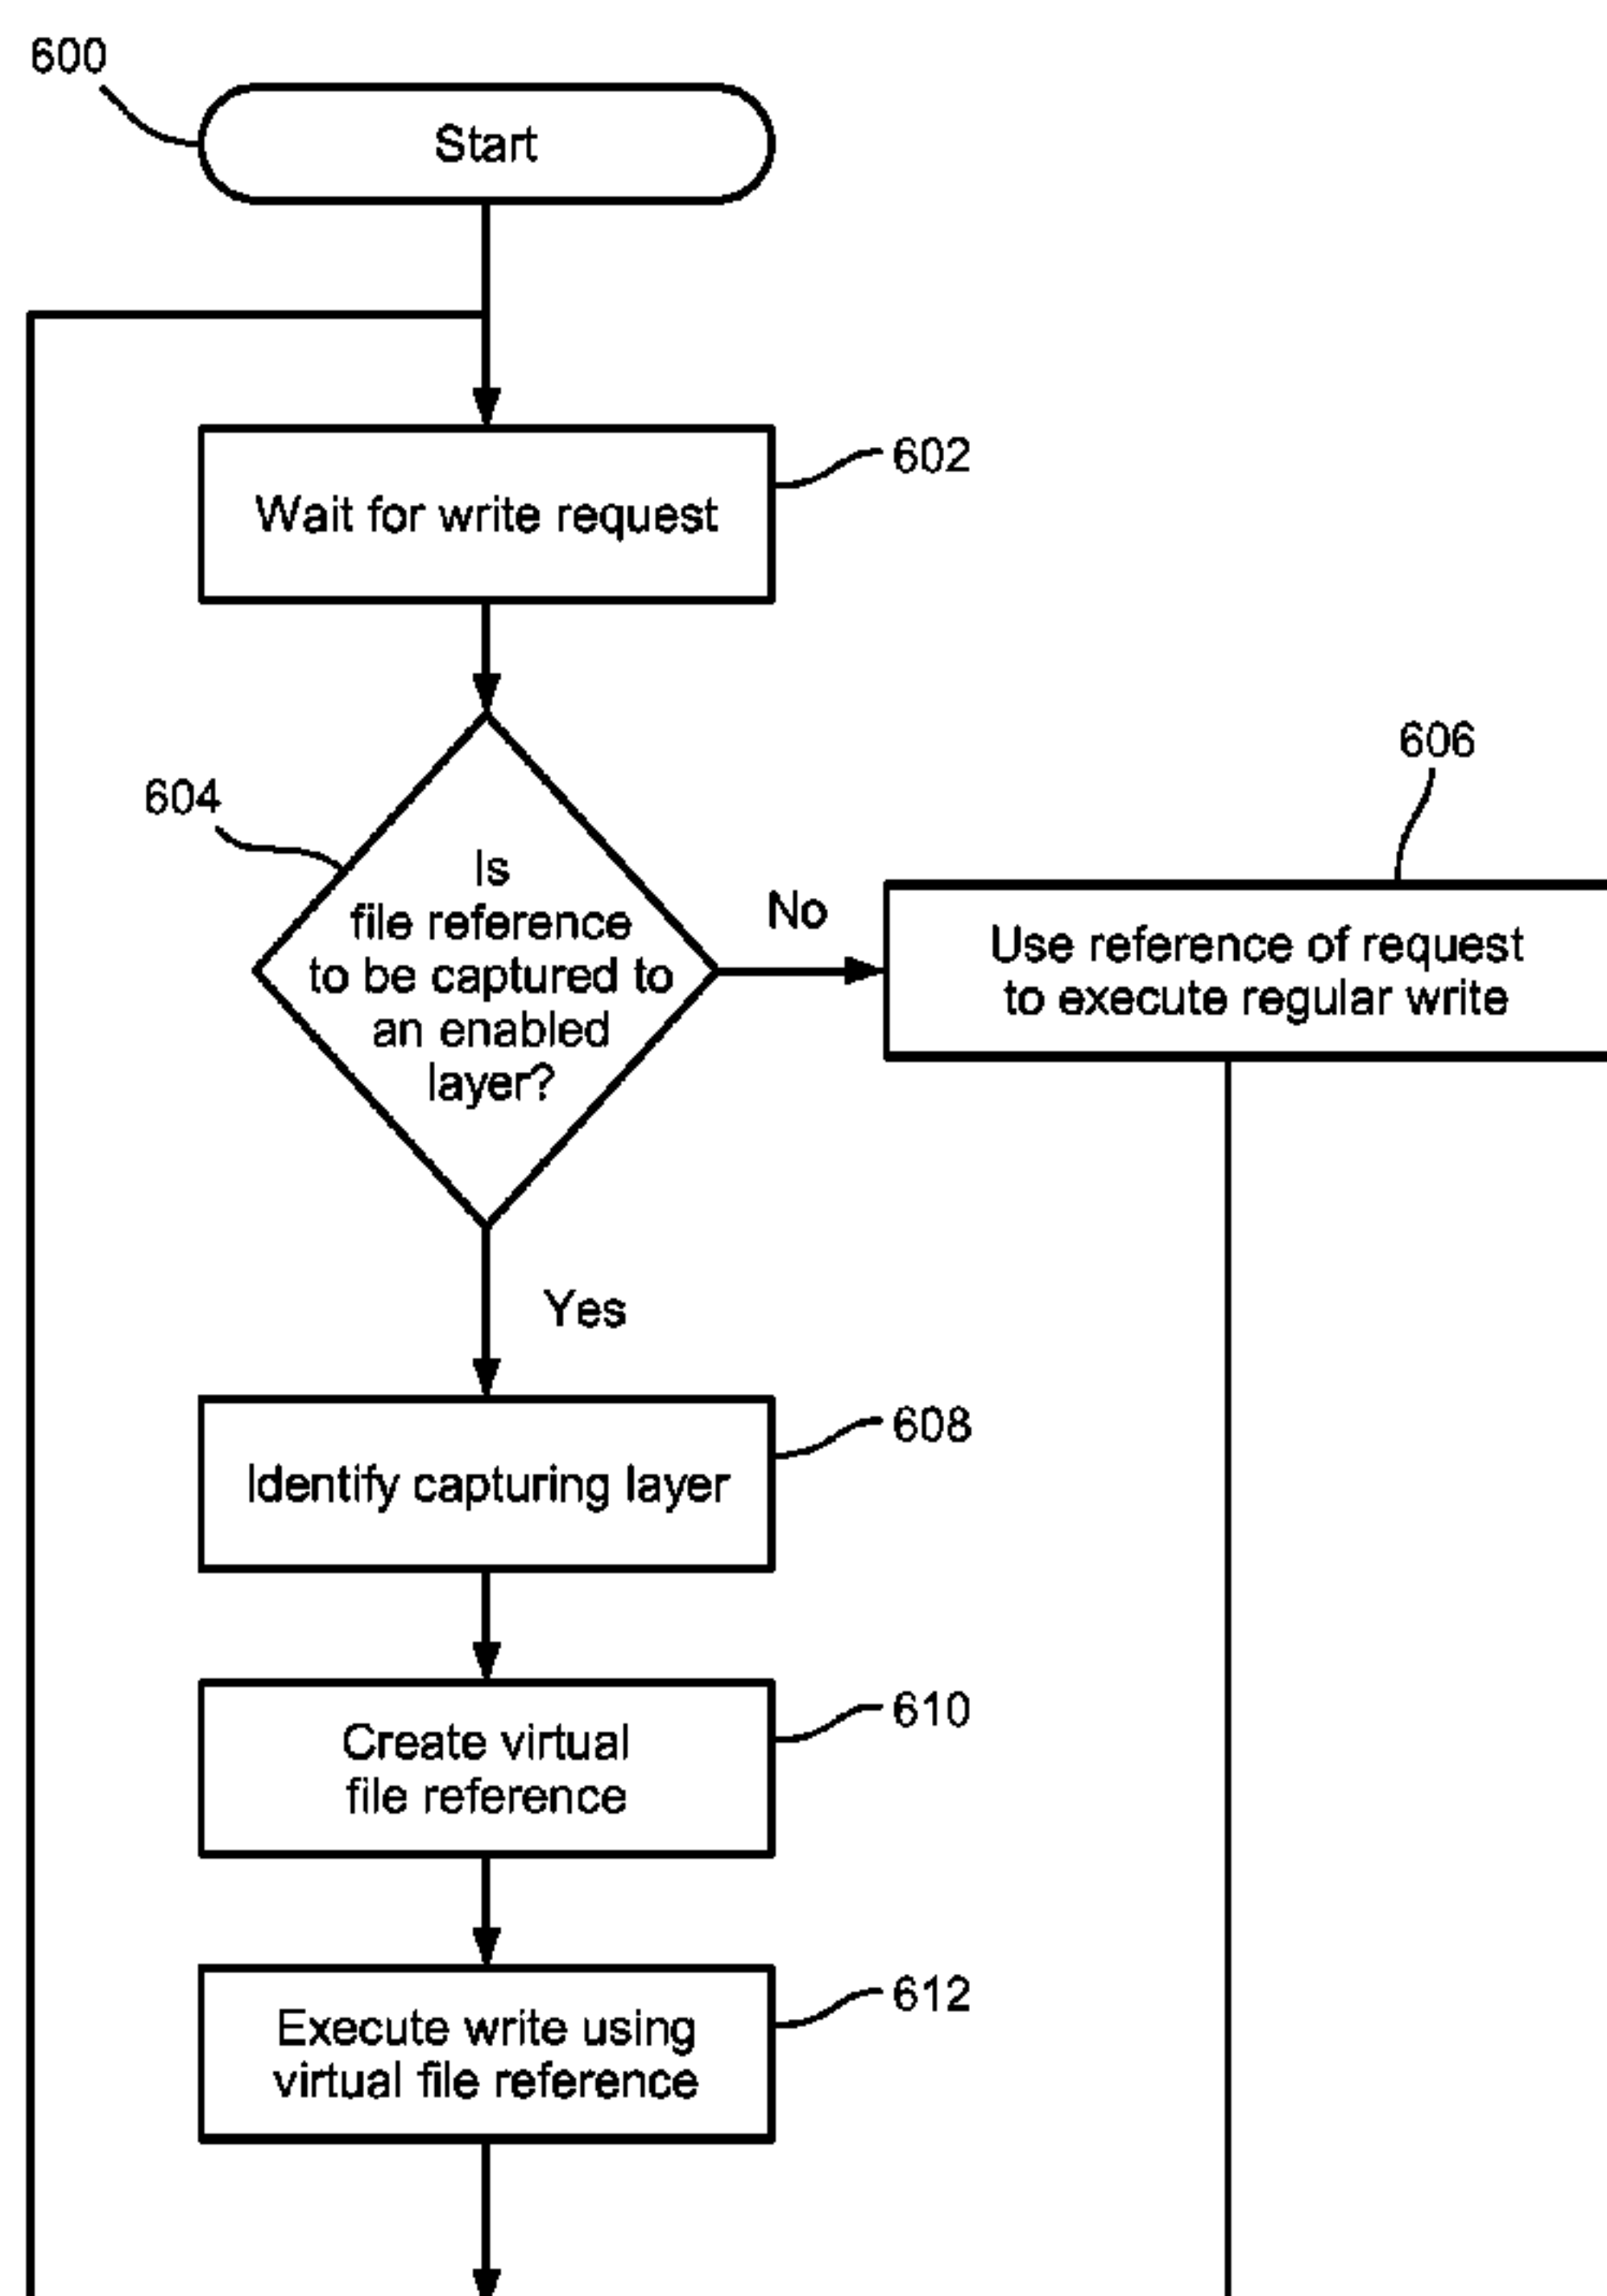 600
Start
602
Wait for write request
604
Is
file reference
to be captured to
an enabled
layer?
No
606
Use reference of request
to execute regular write
Yes
608
Identify capturing layer
610
Create virtual
file reference
612
Execute write using
virtual file reference